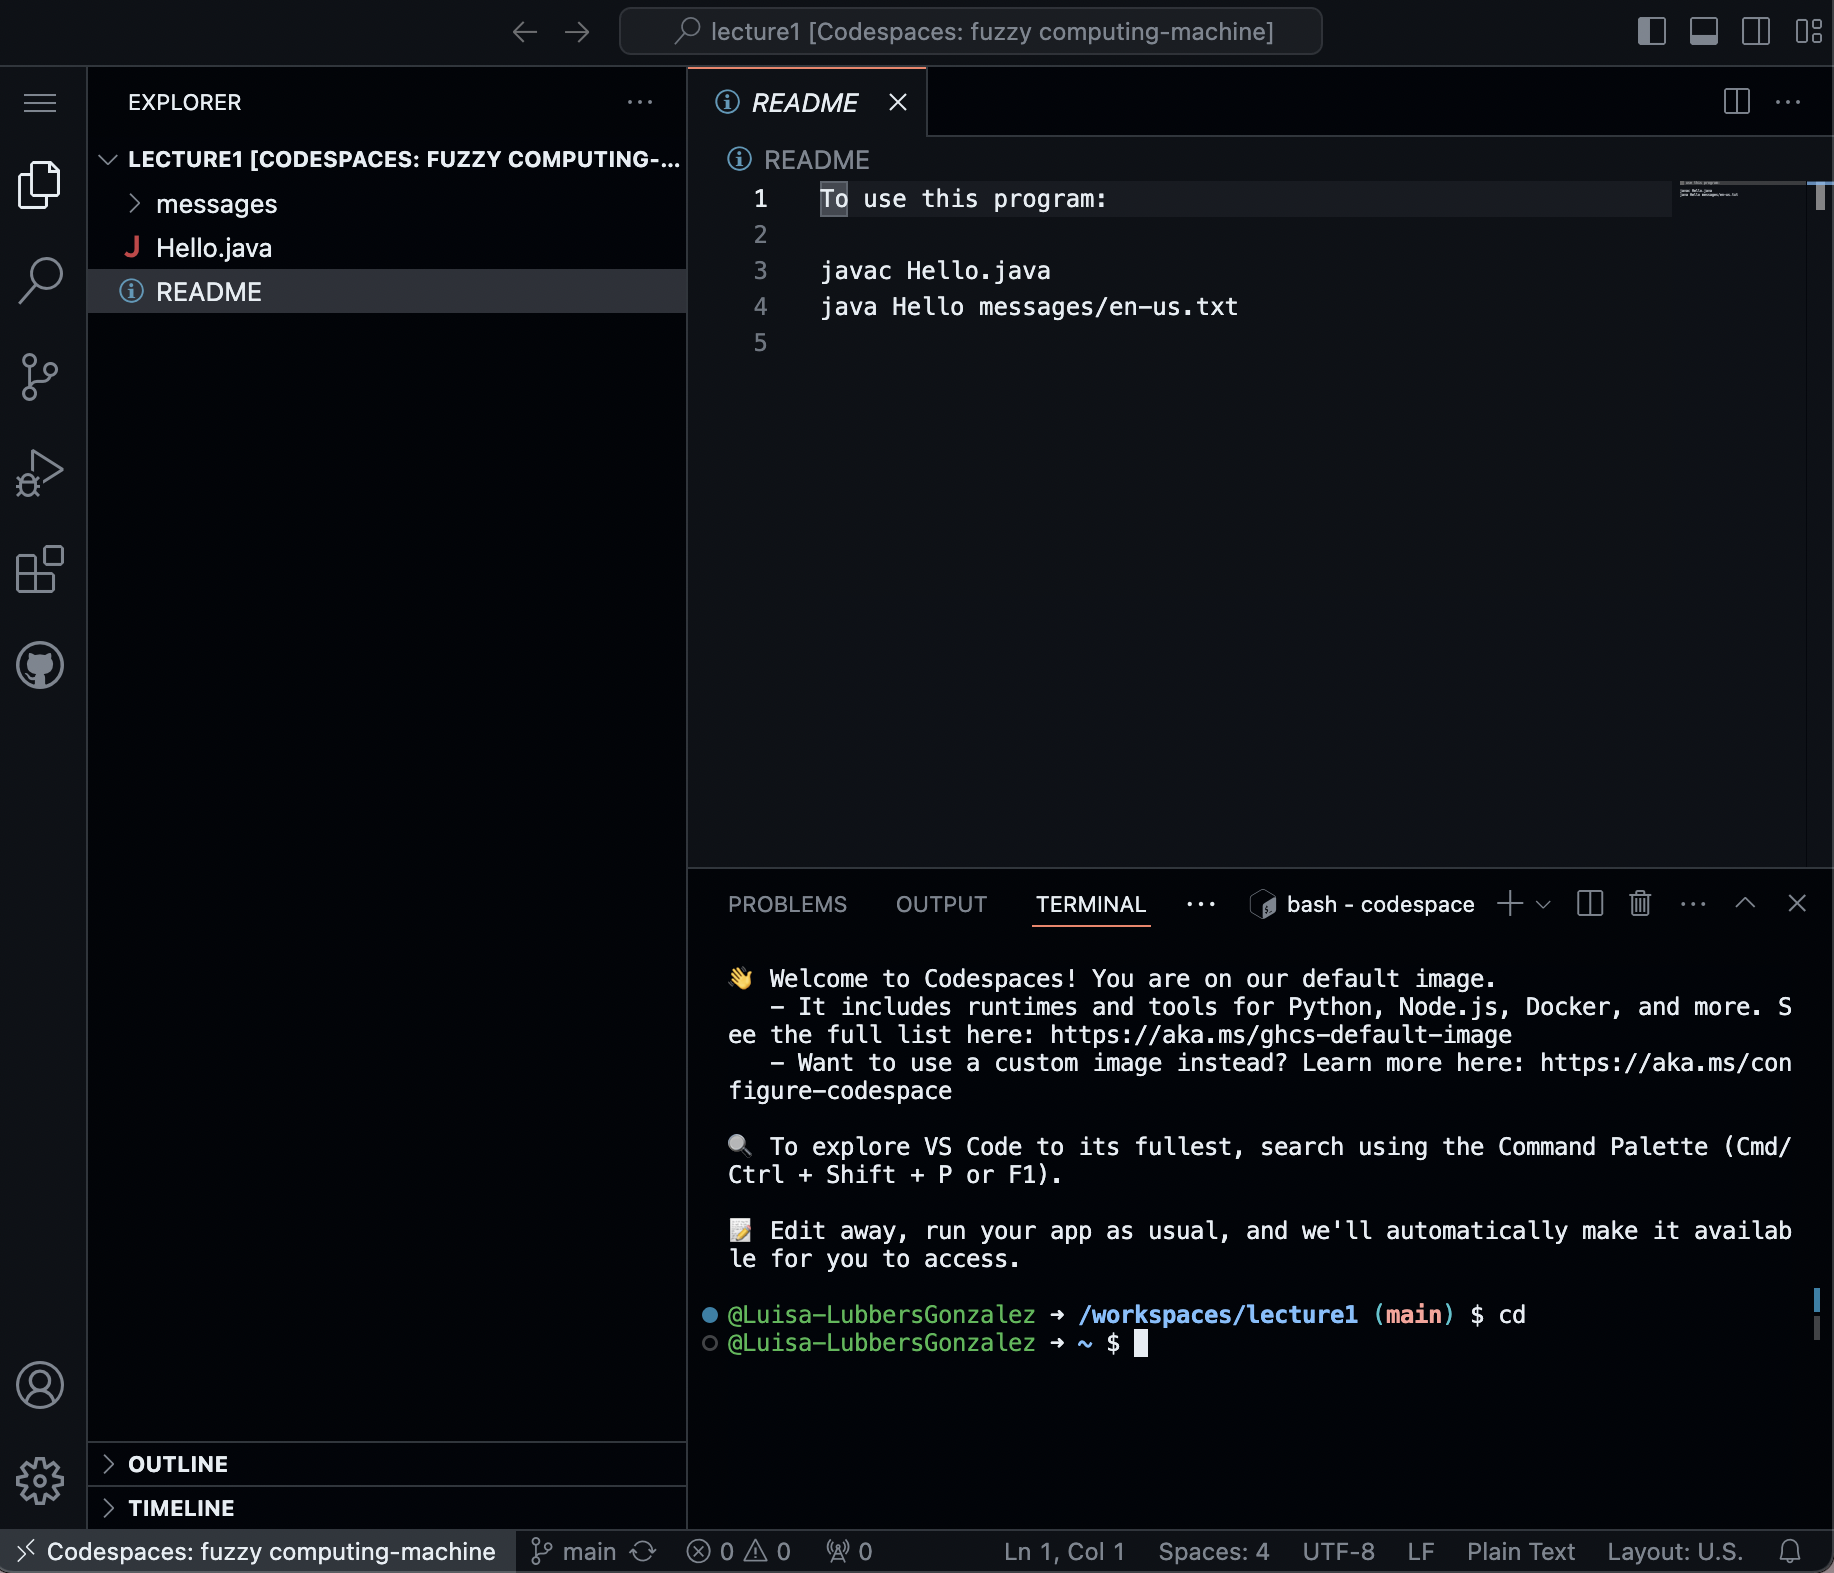 lecture1 [Codespaces: fuzzy computing-machine]
EXPLORER
LECTURE1 [CODESPACES: FUZZY COMPUTING-...
messages
J Hello.java
README
README
README
1 To use this program:
2
3 javac Hello.java
4 java Hello messages/en-us.txt
5
PROBLEMS OUTPUT TERMINAL ... bash - codespace
👋 Welcome to Codespaces! You are on our default image.
- It includes runtimes and tools for Python, Node.js, Docker, and more. S
ee the full list here: https://aka.ms/ghcs-default-image
- Want to use a custom image instead? Learn more here: https://aka.ms/con
figure-codespace
🔍 To explore VS Code to its fullest, search using the Command Palette (Cmd/
Ctrl + Shift + P or F1).
📝 Edit away, run your app as usual, and we'll automatically make it availab
le for you to access.
@Luisa-LubbersGonzalez ➜ /workspaces/lecture1 (main) $ cd
@Luisa-LubbersGonzalez ➜ ~ $
OUTLINE
TIMELINE
Codespaces: fuzzy computing-machine main 0 0 0 Ln 1, Col 1 Spaces: 4 UTF-8 LF Plain Text Layout: U.S.